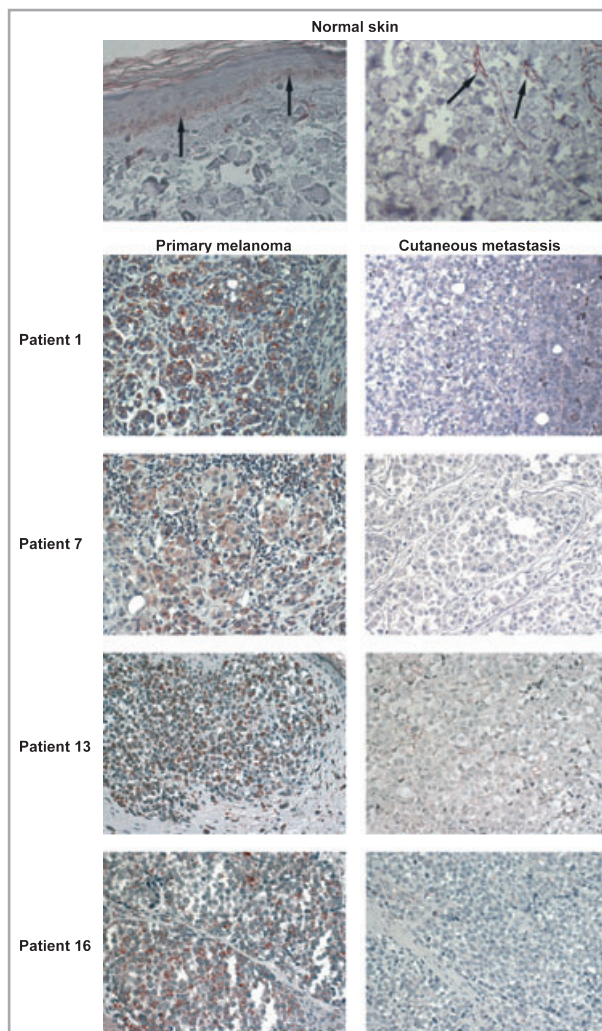 Normal skin
Primary melanoma
Cutaneous metastasis
Patient 1
Patient 7
Patient 13
Patient 16